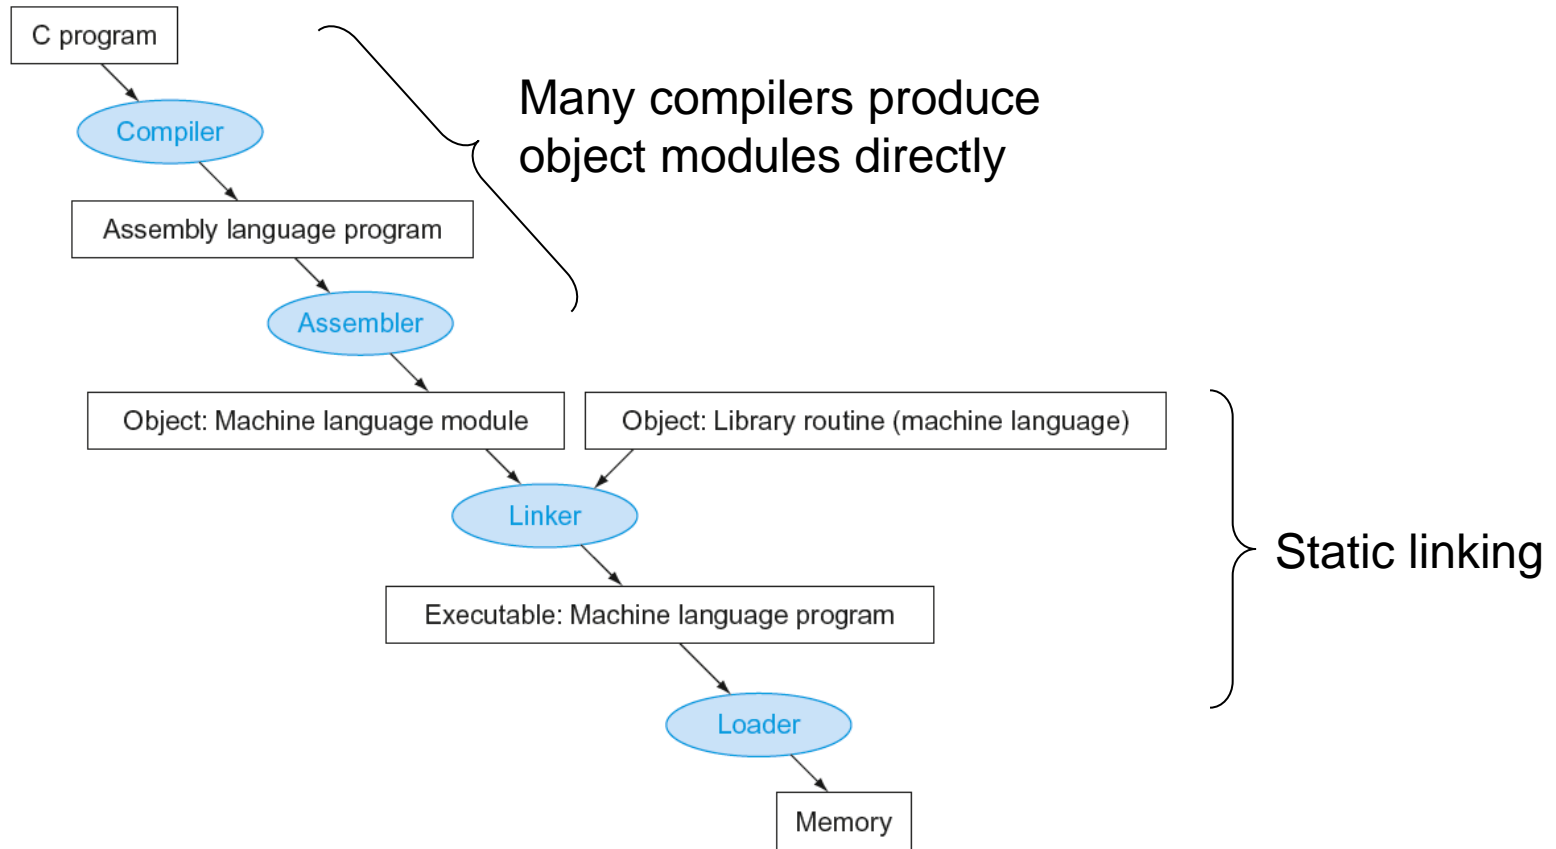 C program
Many compilers produce
object modules directly
Compiler
Assembly language program
Assembler
Object: Machine language module
Object: Library routine (machine language)
Linker
Static linking
Executable: Machine language program
Loader
Memory